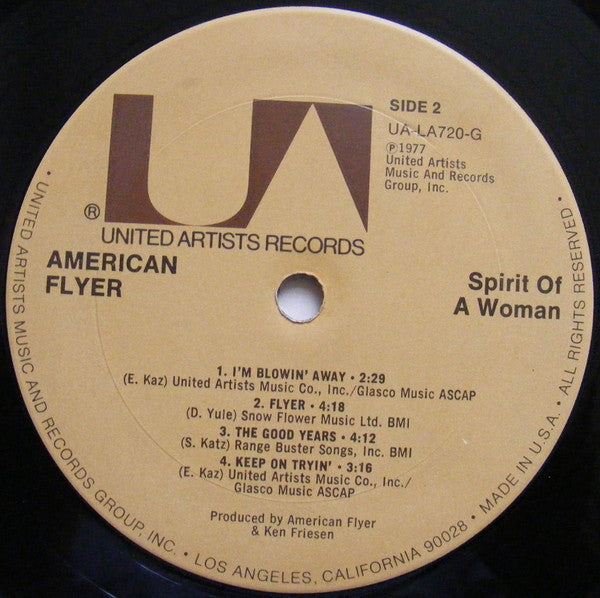 UA
®
UNITED ARTISTS RECORDS
SIDE 2
UA-LA720-G
℗1977
United Artists
Music And Records
Group, Inc.
AMERICAN
FLYER
Spirit Of
A Woman
1. I'M BLOWIN' AWAY • 2:29
(E. Kaz) United Artists Music Co., Inc./Glasco Music ASCAP
2. FLYER • 4:18
(D. Yule) Snow Flower Music Ltd. BMI
3. THE GOOD YEARS • 4:12
(S. Katz) Range Buster Songs, Inc. BMI
4. KEEP ON TRYIN' • 3:16
(E. Kaz) United Artists Music Co., Inc./
Glasco Music ASCAP
Produced by American Flyer
& Ken Friesen
• UNITED ARTISTS MUSIC AND RECORDS GROUP, INC. • LOS ANGELES, CALIFORNIA 90028 • MADE IN U.S.A. • ALL RIGHTS RESERVED •